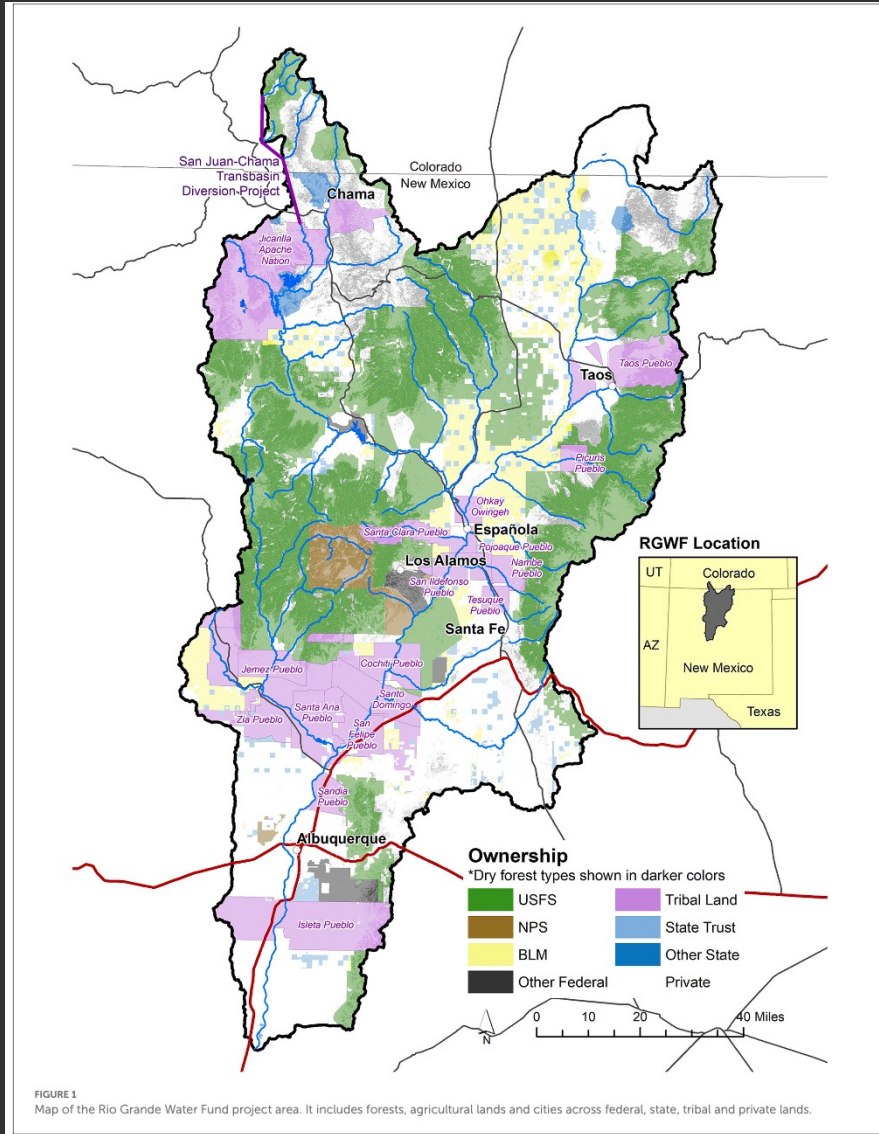 San Juan-Chama
Transbasin
Diversion Project
Colorado
New Mexico
Chama
Jicarilla
Apache
Nation
Taos
Taos Pueblo
Picuris
Pueblo
Ohkay
Owingeh
Española
Santa Clara Pueblo
Pojoaque Pueblo
Los Alamos
Nambe
Pueblo
San Ildefonso
Pueblo
Tesuque
Pueblo
Santa Fe
RGWF Location
UT
Colorado
AZ
New Mexico
Texas
Jemez Pueblo
Cochiti Pueblo
Santo
Domingo
Santa Ana
Pueblo
Zia Pueblo
San
Felipe
Pueblo
Sandia
Pueblo
Albuquerque
Isleta Pueblo
Ownership
*Dry forest types shown in darker colors
USFS
NPS
BLM
Other Federal
Tribal Land
State Trust
Other State
Private
N
0 10 20 40 Miles
FIGURE 1
Map of the Rio Grande Water Fund project area. It includes forests, agricultural lands and cities across federal, state, tribal and private lands.